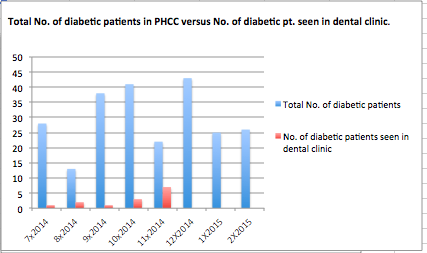 Total No. of diabetic patients in PHCC versus No. of diabetic pt. seen in dental clinic.
50
45
40
35
30
25
20
15
10
5
0
7x2014
8x2014
9x2014
10x2014
11x2014
12X2014
1X2015
2X2015
Total No. of diabetic patients
No. of diabetic patients seen in
dental clinic